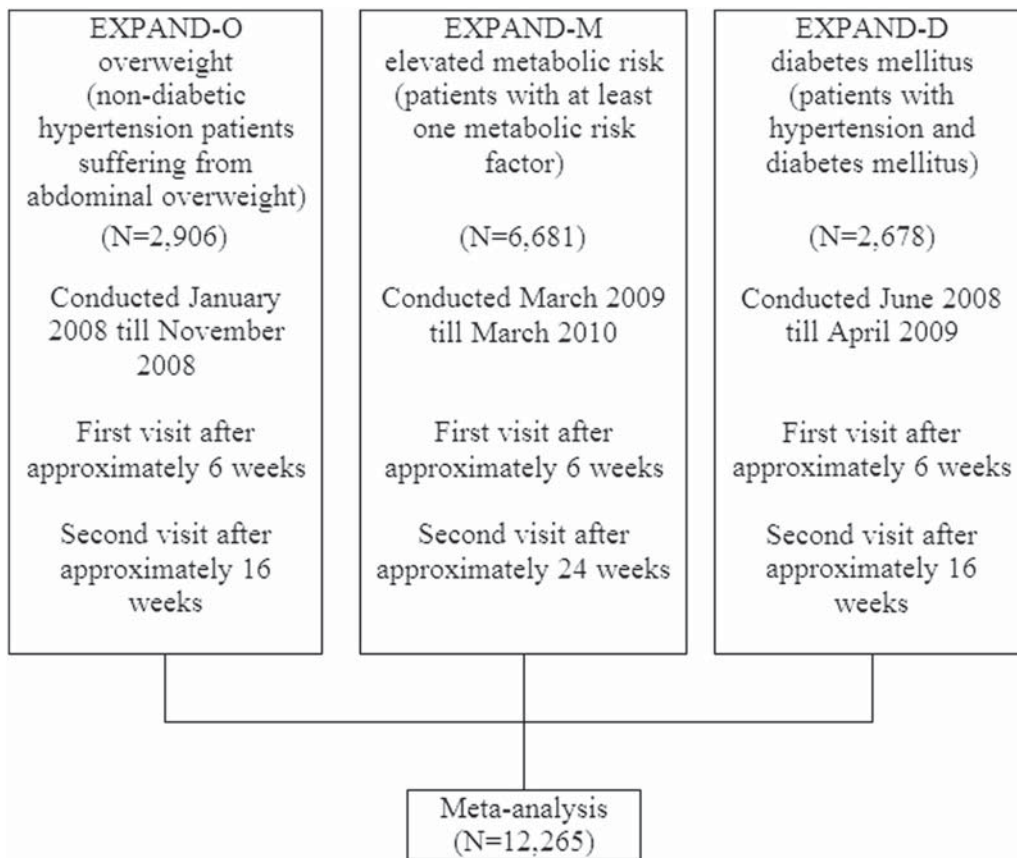 EXPAND-O
overweight
(non-diabetic
hypertension patients
suffering from
abdominal overweight)
(N=2,906)
Conducted January
2008 till November
2008
First visit after
approximately 6 weeks
Second visit after
approximately 16
weeks
EXPAND-M
elevated metabolic risk
(patients with at least
one metabolic risk
factor)
(N=6,681)
Conducted March 2009
till March 2010
First visit after
approximately 6 weeks
Second visit after
approximately 24 weeks
EXPAND-D
diabetes mellitus
(patients with
hypertension and
diabetes mellitus)
(N=2,678)
Conducted June 2008
till April 2009
First visit after
approximately 6 weeks
Second visit after
approximately 16
weeks
Meta-analysis
(N=12,265)